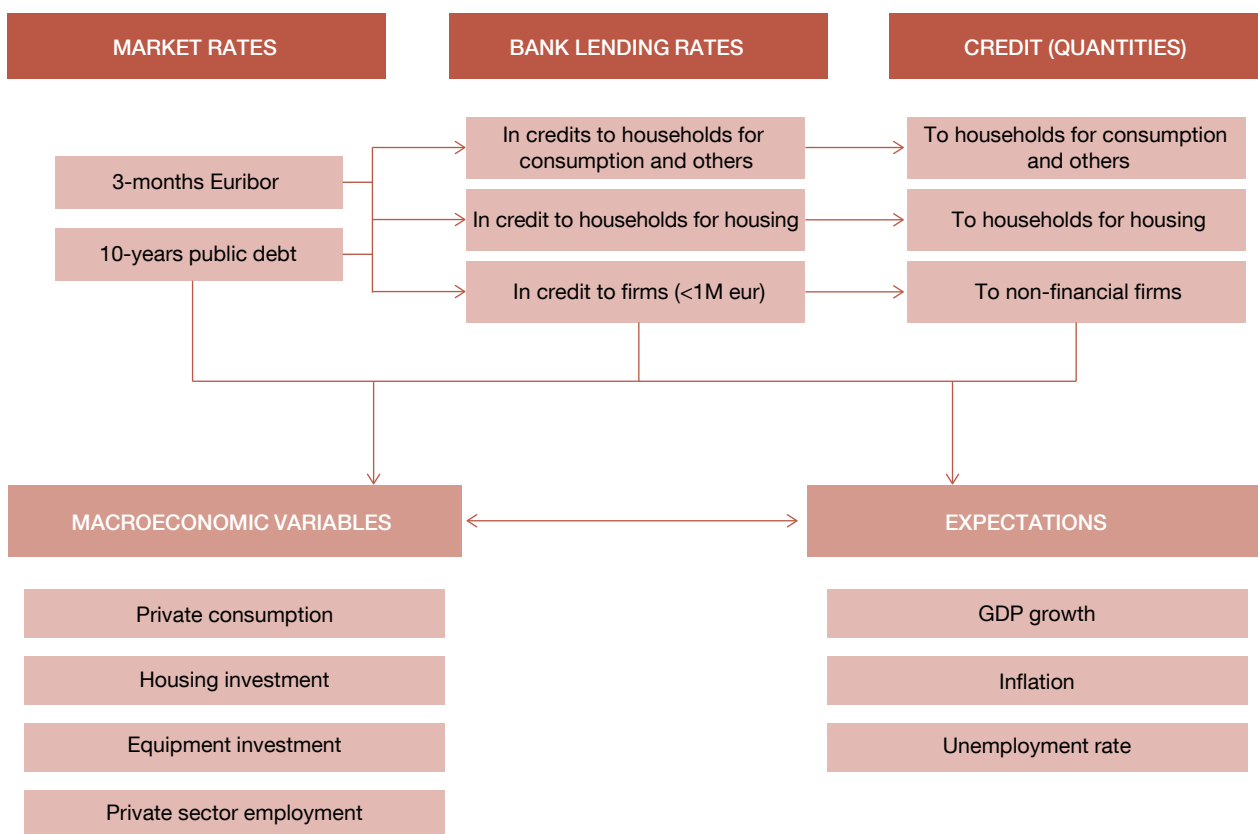 MARKET RATES
BANK LENDING RATES
CREDIT (QUANTITIES)
3-months Euribor
10-years public debt
In credits to households for
consumption and others
In credit to households for housing
In credit to firms (<1M eur)
To households for consumption
and others
To households for housing
To non-financial firms
MACROECONOMIC VARIABLES
EXPECTATIONS
Private consumption
Housing investment
Equipment investment
Private sector employment
GDP growth
Inflation
Unemployment rate